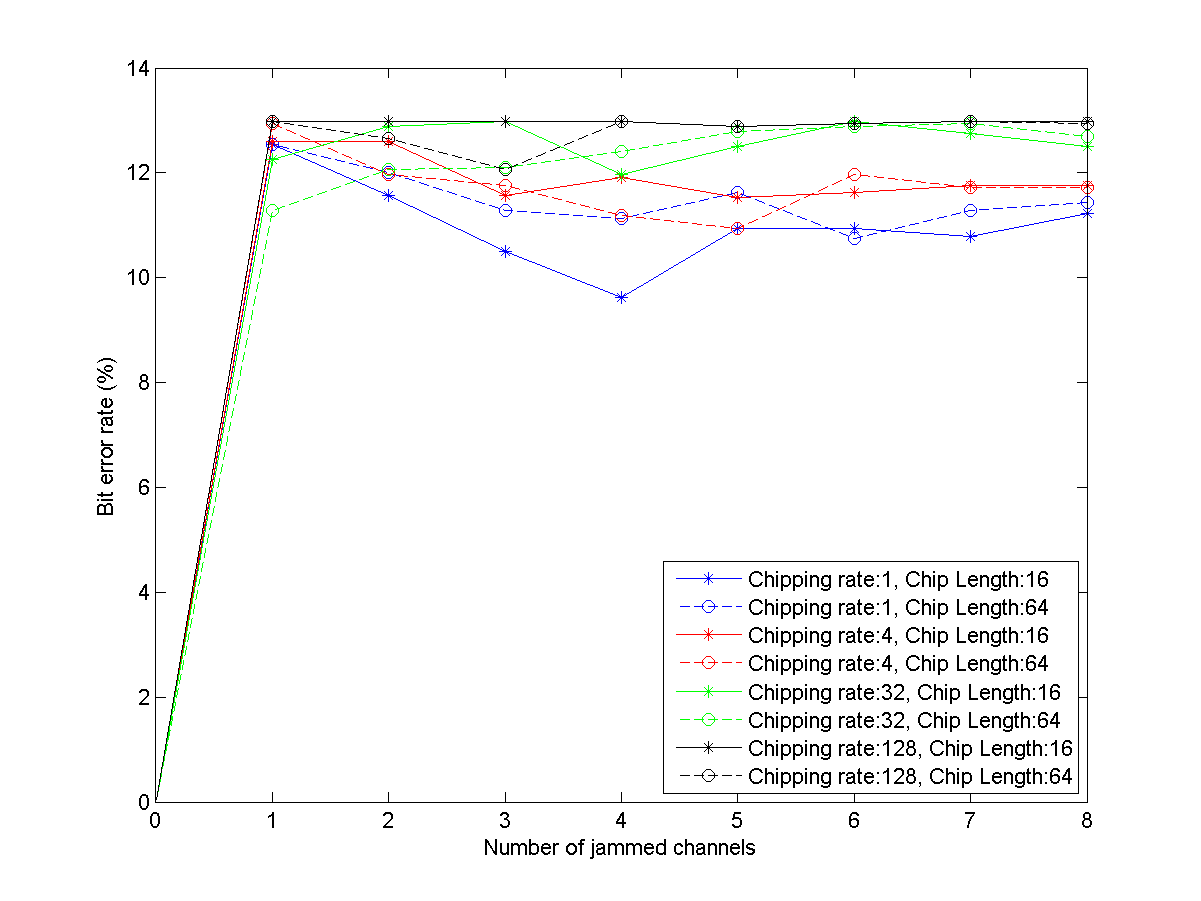 14
12
10
8
6
4
2
0
Bit error rate (%)
0 1 2 3 4 5 6 7 8
Number of jammed channels
Chipping rate:1, Chip Length:16
Chipping rate:1, Chip Length:64
Chipping rate:4, Chip Length:16
Chipping rate:4, Chip Length:64
Chipping rate:32, Chip Length:16
Chipping rate:32, Chip Length:64
Chipping rate:128, Chip Length:16
Chipping rate:128, Chip Length:64